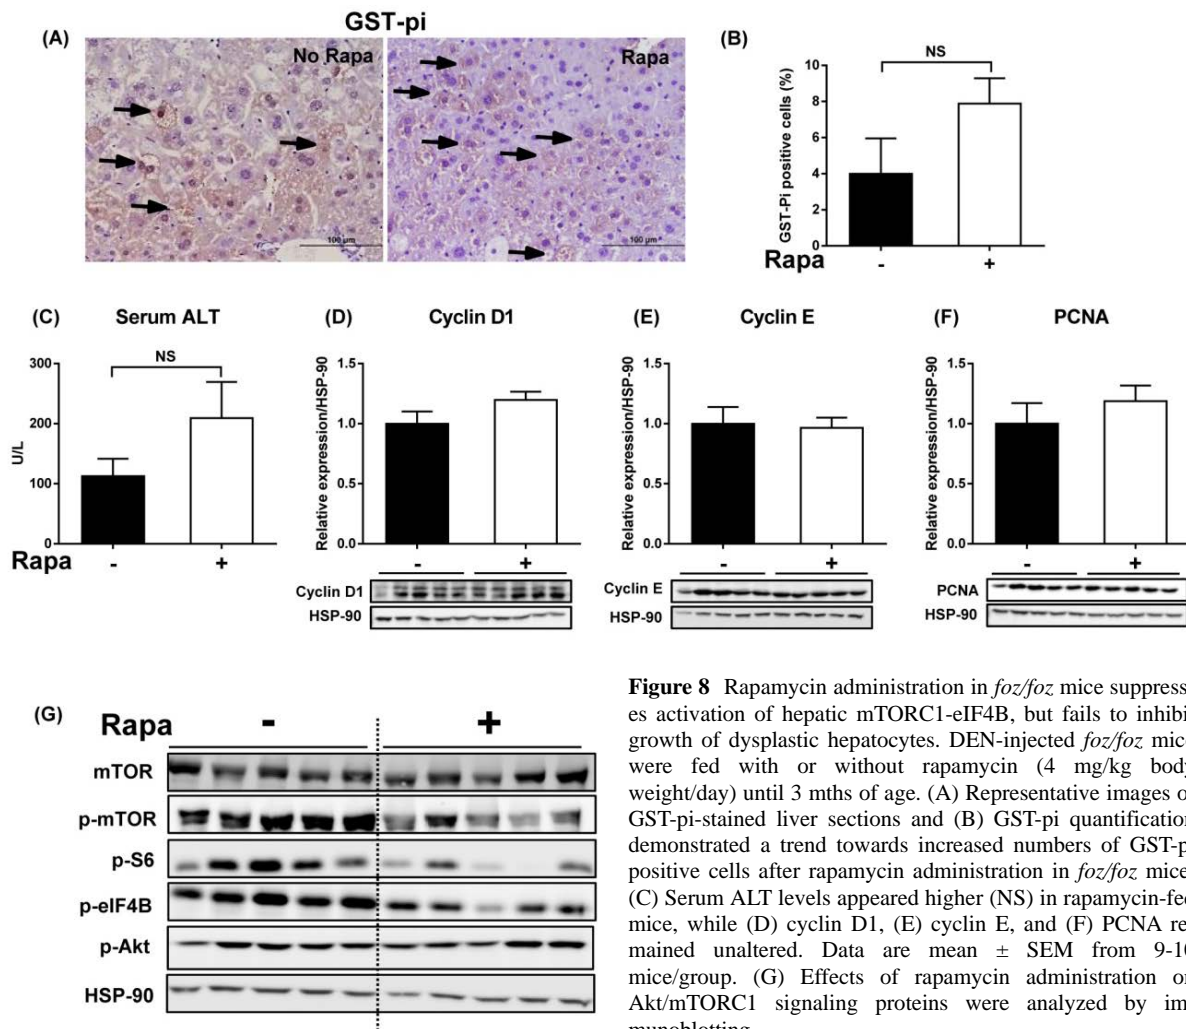 GST-pi
(A)
No Rapa
Rapa
100 µm
100 µm
(B)
NS
GST-Pi positive cells (%)
10
8
6
4
2
0
Rapa
-
+
(C)
Serum ALT
NS
U/L
300
200
100
0
Rapa
-
+
(D)
Cyclin D1
Relative expression/HSP-90
1.5
1.0
0.5
0.0
-
+
Cyclin D1
HSP-90
(E)
Cyclin E
Relative expression/HSP-90
1.5
1.0
0.5
0.0
-
+
Cyclin E
HSP-90
(F)
PCNA
Relative expression/HSP-90
1.5
1.0
0.5
0.0
-
+
PCNA
HSP-90
(G)
Rapa
-
+
mTOR
p-mTOR
p-S6
p-eIF4B
p-Akt
HSP-90
Figure 8 Rapamycin administration in foz/foz mice suppress-
es activation of hepatic mTORC1-eIF4B, but fails to inhibi
growth of dysplastic hepatocytes. DEN-injected foz/foz mice
were fed with or without rapamycin (4 mg/kg body
weight/day) until 3 mths of age. (A) Representative images o
GST-pi-stained liver sections and (B) GST-pi quantification
demonstrated a trend towards increased numbers of GST-p
positive cells after rapamycin administration in foz/foz mice
(C) Serum ALT levels appeared higher (NS) in rapamycin-fed
mice, while (D) cyclin D1, (E) cyclin E, and (F) PCNA re-
mained unaltered. Data are mean ± SEM from 9-10
mice/group. (G) Effects of rapamycin administration on
Akt/mTORC1 signaling proteins were analyzed by im-
munoblotting